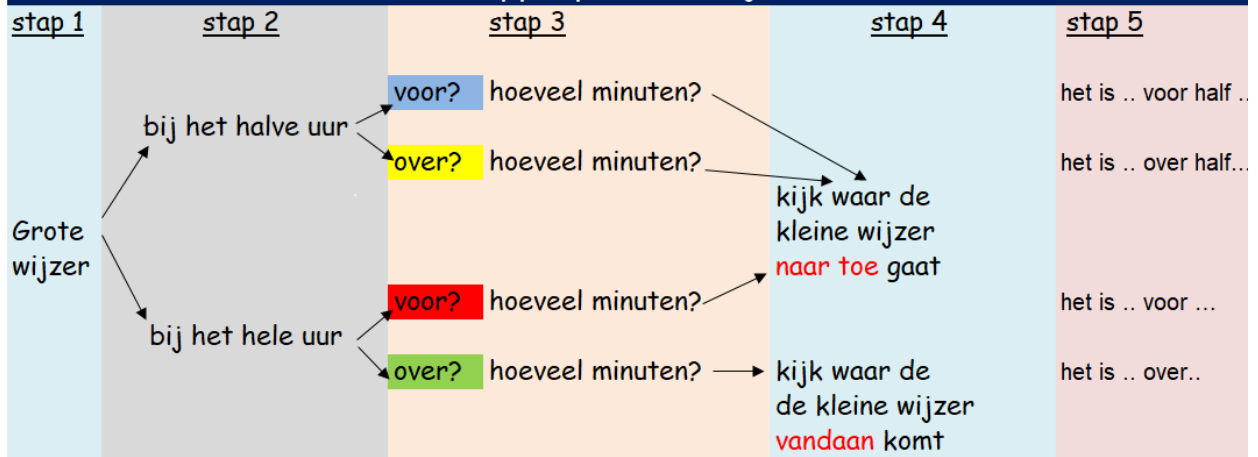 stap 1 stap 2 stap 3 stap 4 stap 5
voor? hoeveel minuten? het is .. voor half ..
bij het halve uur
over? hoeveel minuten? het is .. over half...
kijk waar de
kleine wijzer
naar toe gaat
Grote
wijzer
voor? hoeveel minuten? het is .. voor ...
bij het hele uur
over? hoeveel minuten? het is .. over..
kijk waar de
de kleine wijzer
vandaan komt